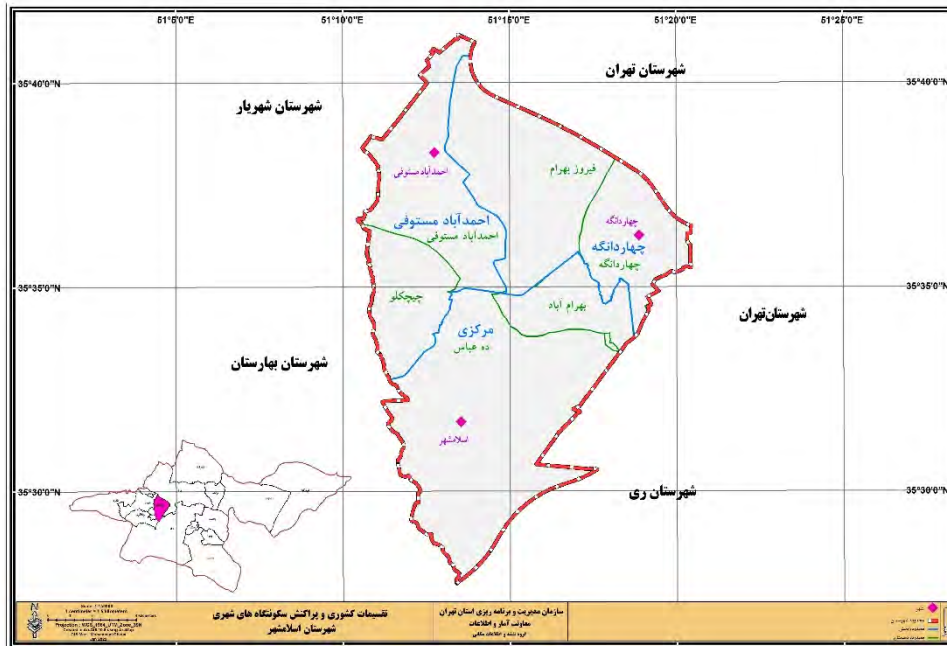 51°5'0"E
51°10'0"E
51°15'0"E
51°20'0"E
51°25'0"E
35°40'0"N
35°40'0"N
شهرستان تهران
شهرستان شهریار
فیروز بهرام
احمدآباد مستوفی
چهاردانگه
احمدآباد مستوفی
احمدآباد مستوفی
چهاردانگه
چهاردانگه
35°35'0"N
35°35'0"N
چیچکلو
بهرام آباد
شهرستان تهران
مرکزی
ده عباس
شهرستان بهارستان
اسلامشهر
35°30'0"N
35°30'0"N
شهرستان ری
تقسیمات کشوری و پراکنش سکونتگاه های شهری
شهرستان اسلامشهر
سازمان مدیریت و برنامه ریزی استان تهران
معاونت آمار و اطلاعات
شهر